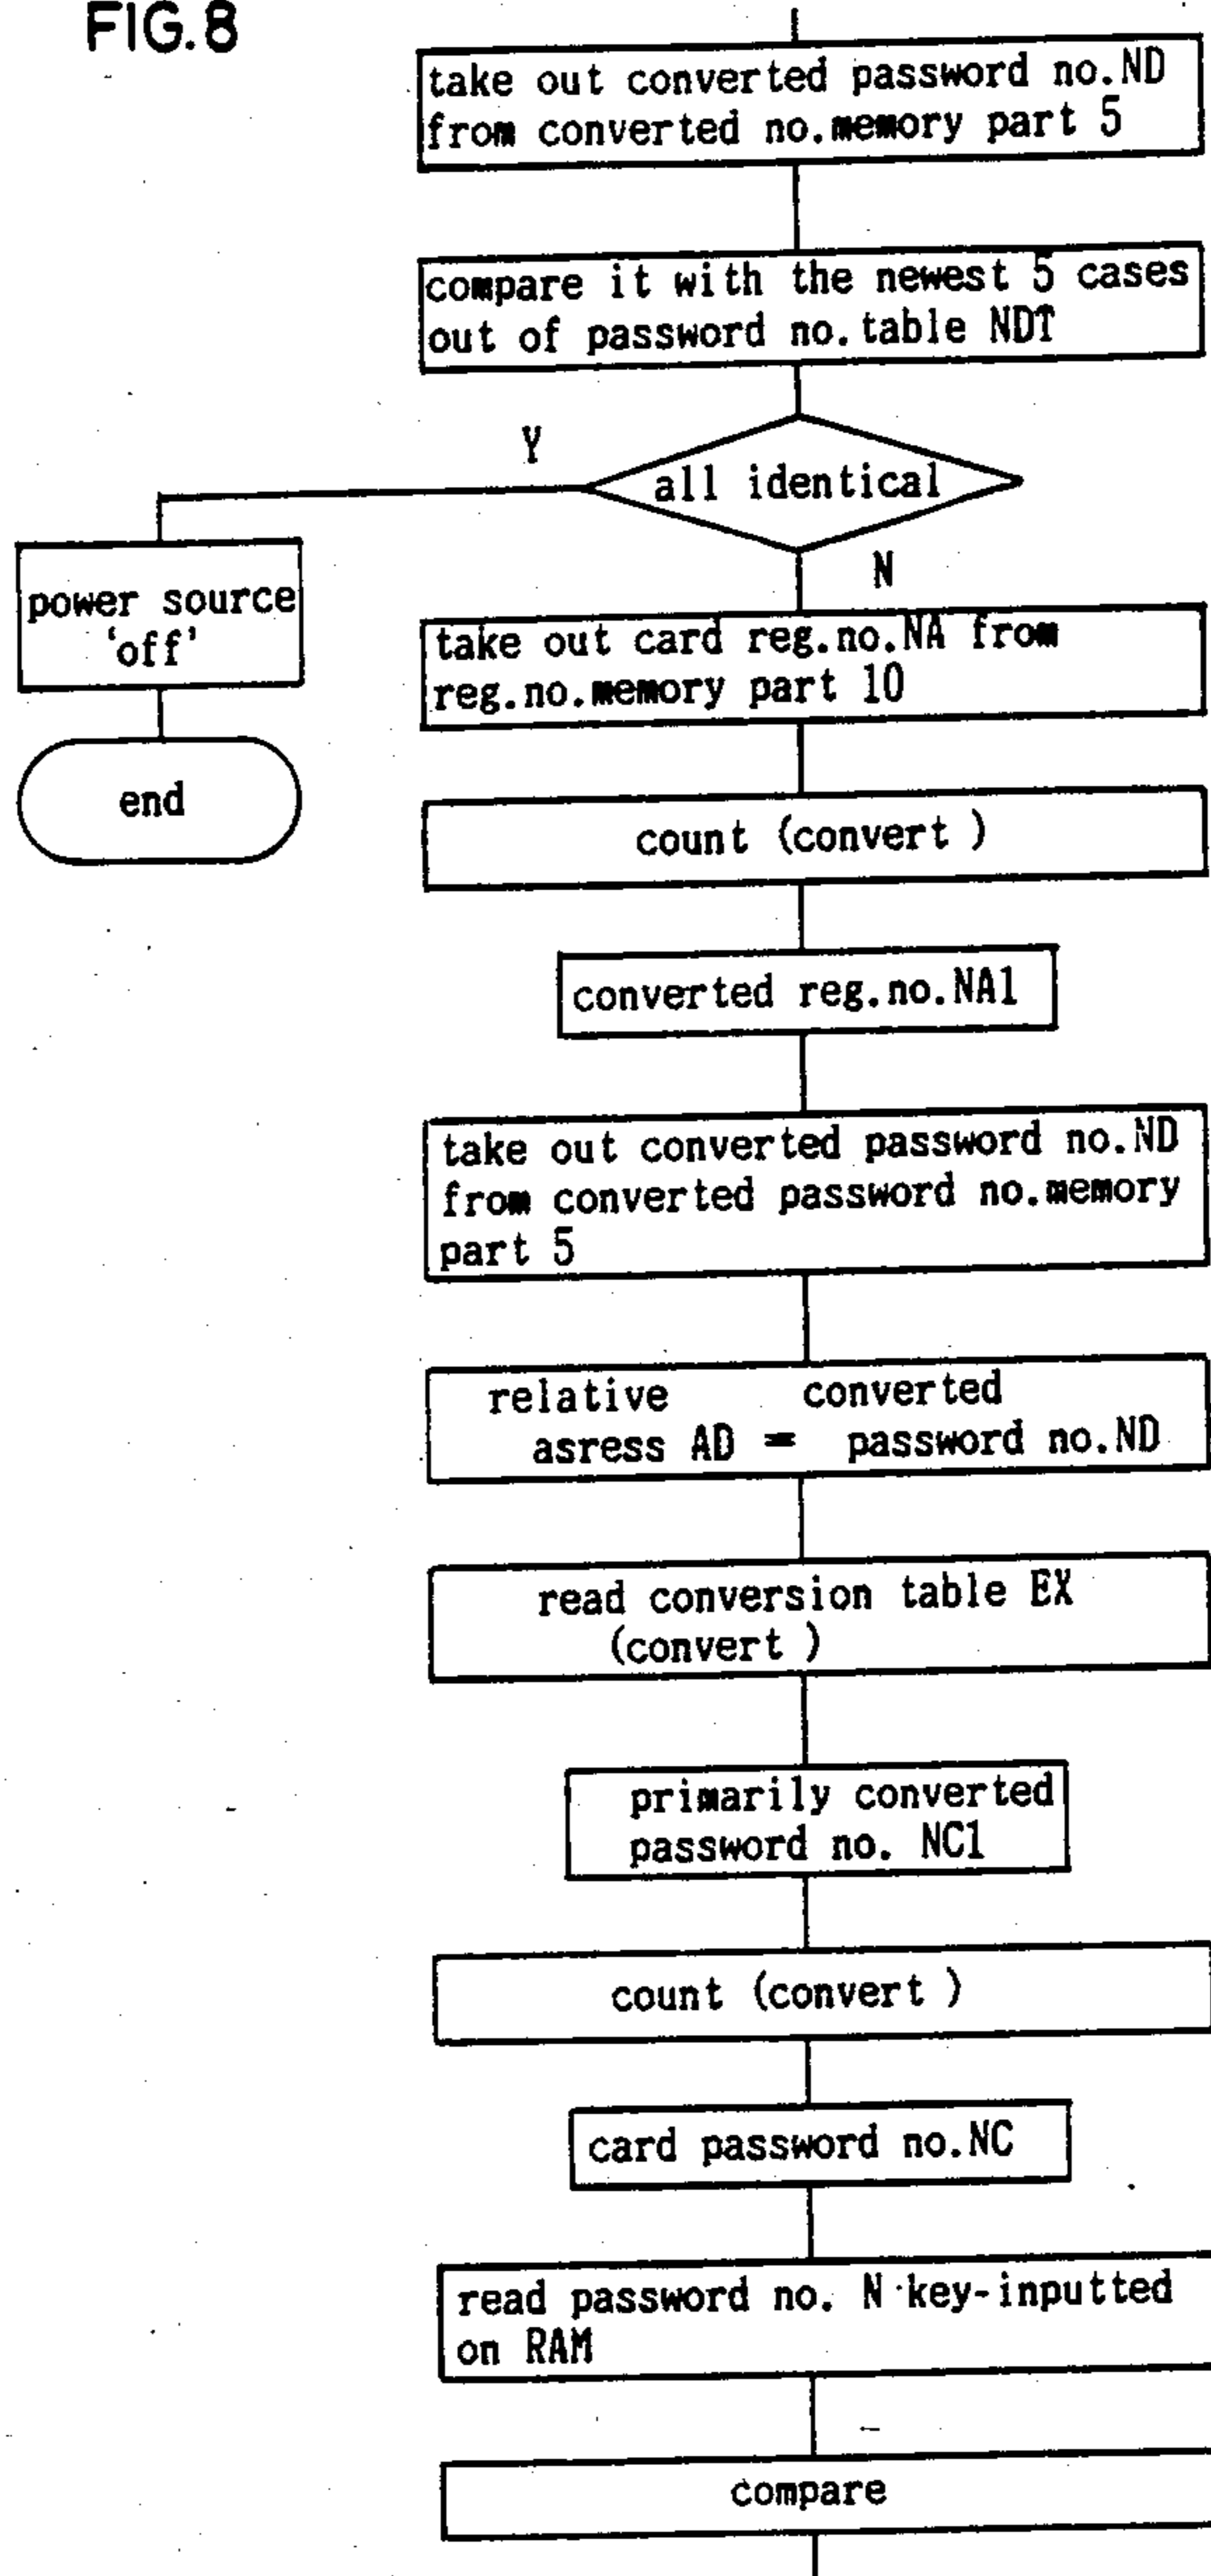 FIG.8
take out converted password no.ND
from converted no.memory part 5
compare it with the newest 5 cases
out of password no.table NDT
Y
all identical
N
power source
'off'
end
take out card reg.no.NA from
reg.no.memory part 10
count (convert )
converted reg.no.NA1
take out converted password no.ND
from converted password no.memory
part 5
relative converted
asress AD = password no.ND
read conversion table EX
(convert )
primarily converted
password no. NC1
count (convert )
card password no.NC
read password no. N key-inputted
on RAM
compare